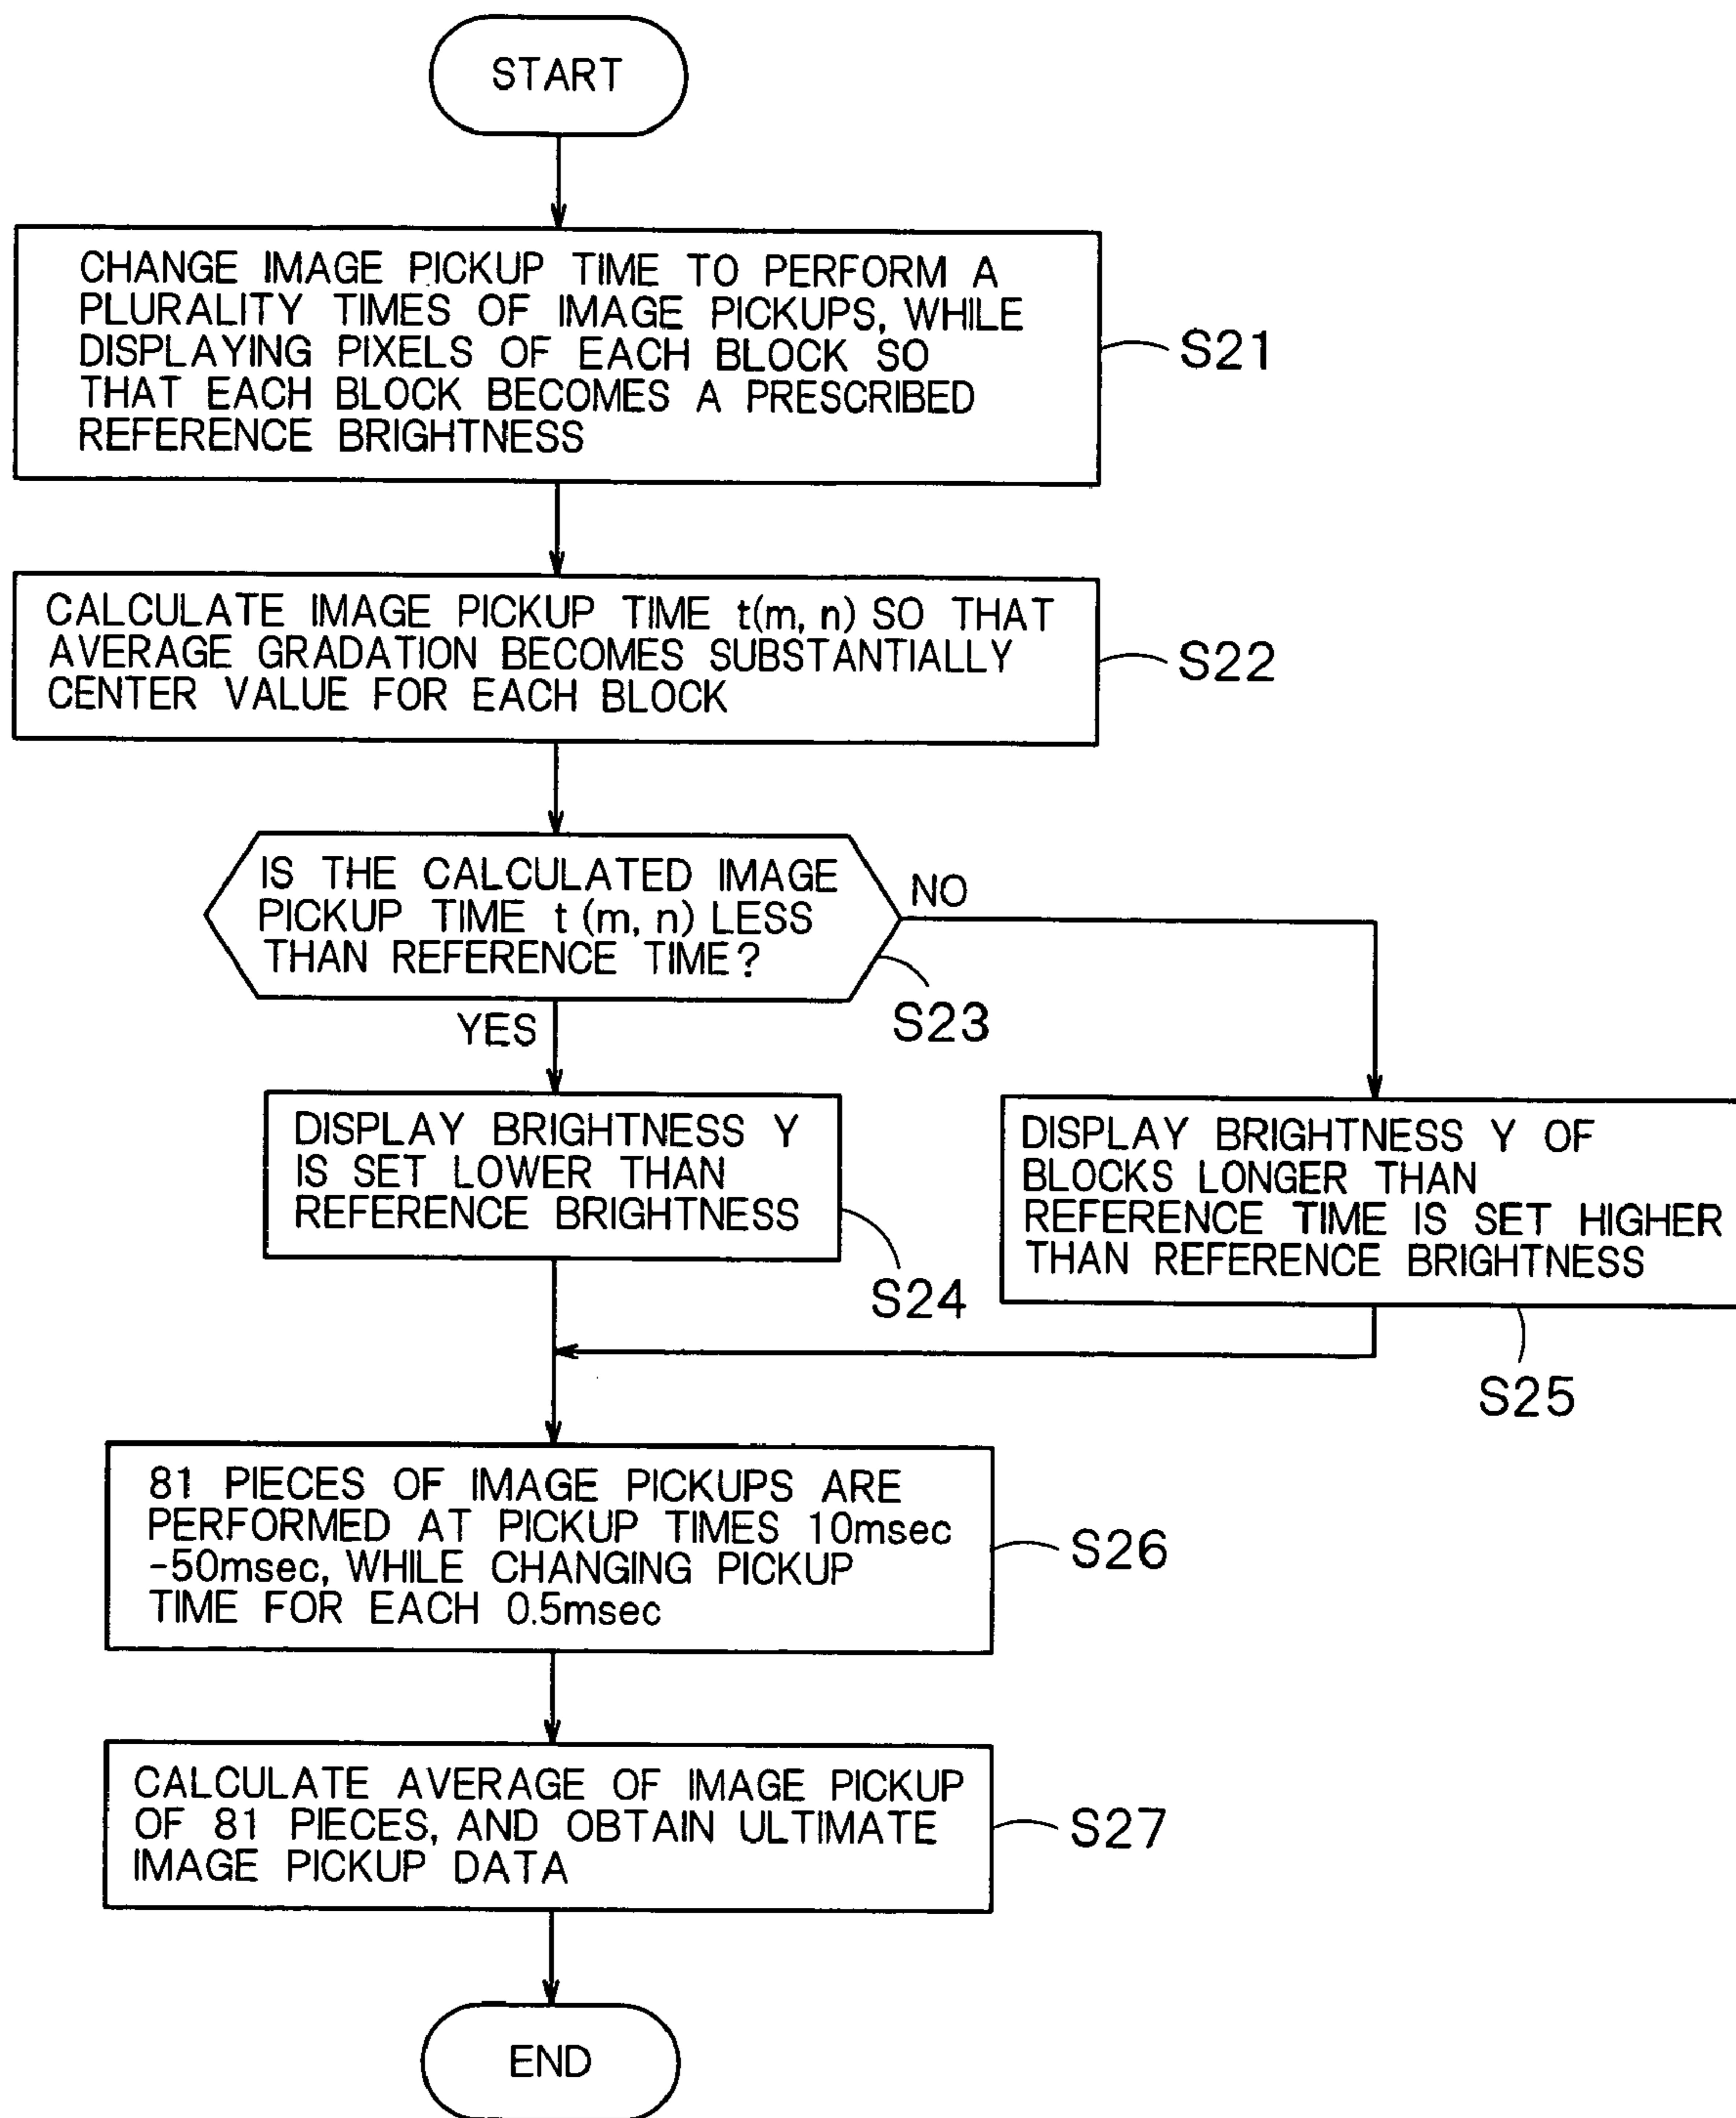 START
CHANGE IMAGE PICKUP TIME TO PERFORM A
PLURALITY TIMES OF IMAGE PICKUPS, WHILE
DISPLAYING PIXELS OF EACH BLOCK SO
THAT EACH BLOCK BECOMES A PRESCRIBED
REFERENCE BRIGHTNESS
S21
CALCULATE IMAGE PICKUP TIME t(m, n) SO THAT
AVERAGE GRADATION BECOMES SUBSTANTIALLY
CENTER VALUE FOR EACH BLOCK
S22
IS THE CALCULATED IMAGE
PICKUP TIME t (m, n) LESS
THAN REFERENCE TIME?
NO
S23
YES
DISPLAY BRIGHTNESS Y
IS SET LOWER THAN
REFERENCE BRIGHTNESS
S24
DISPLAY BRIGHTNESS Y OF
BLOCKS LONGER THAN
REFERENCE TIME IS SET HIGHER
THAN REFERENCE BRIGHTNESS
S25
81 PIECES OF IMAGE PICKUPS ARE
PERFORMED AT PICKUP TIMES 10msec
-50msec, WHILE CHANGING PICKUP
TIME FOR EACH 0.5msec
S26
CALCULATE AVERAGE OF IMAGE PICKUP
OF 81 PIECES, AND OBTAIN ULTIMATE
IMAGE PICKUP DATA
S27
END